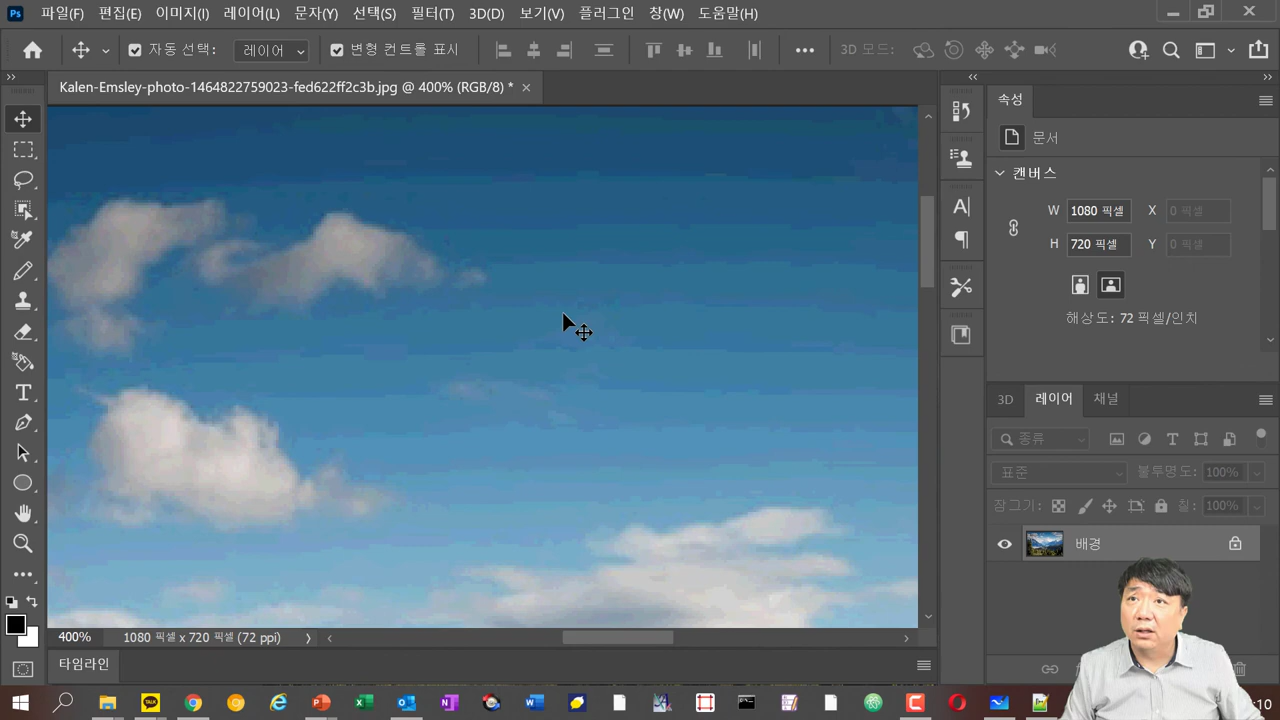 Ps 파일(F) 편집(E) 이미지(I) 레이어(L) 문자(Y) 선택(S) 필터(T) 3D(D) 보기(V) 플러그인 창(W) 도움말(H)
자동 선택: 레이어 변형 컨트롤 표시 3D 모드:
Kalen-Emsley-photo-1464822759023-fed622ff2c3b.jpg @ 400% (RGB/8) *
속성
문서
캔버스
W 1080 픽셀 X 0 픽셀
H 720 픽셀 Y 0 픽셀
해상도: 72 픽셀/인치
3D 레이어 채널
종류
표준 불투명도: 100%
잠그기: 칠: 100%
배경
400% 1080 픽셀 x 720 픽셀 (72 ppi)
타임라인
TALK
:10